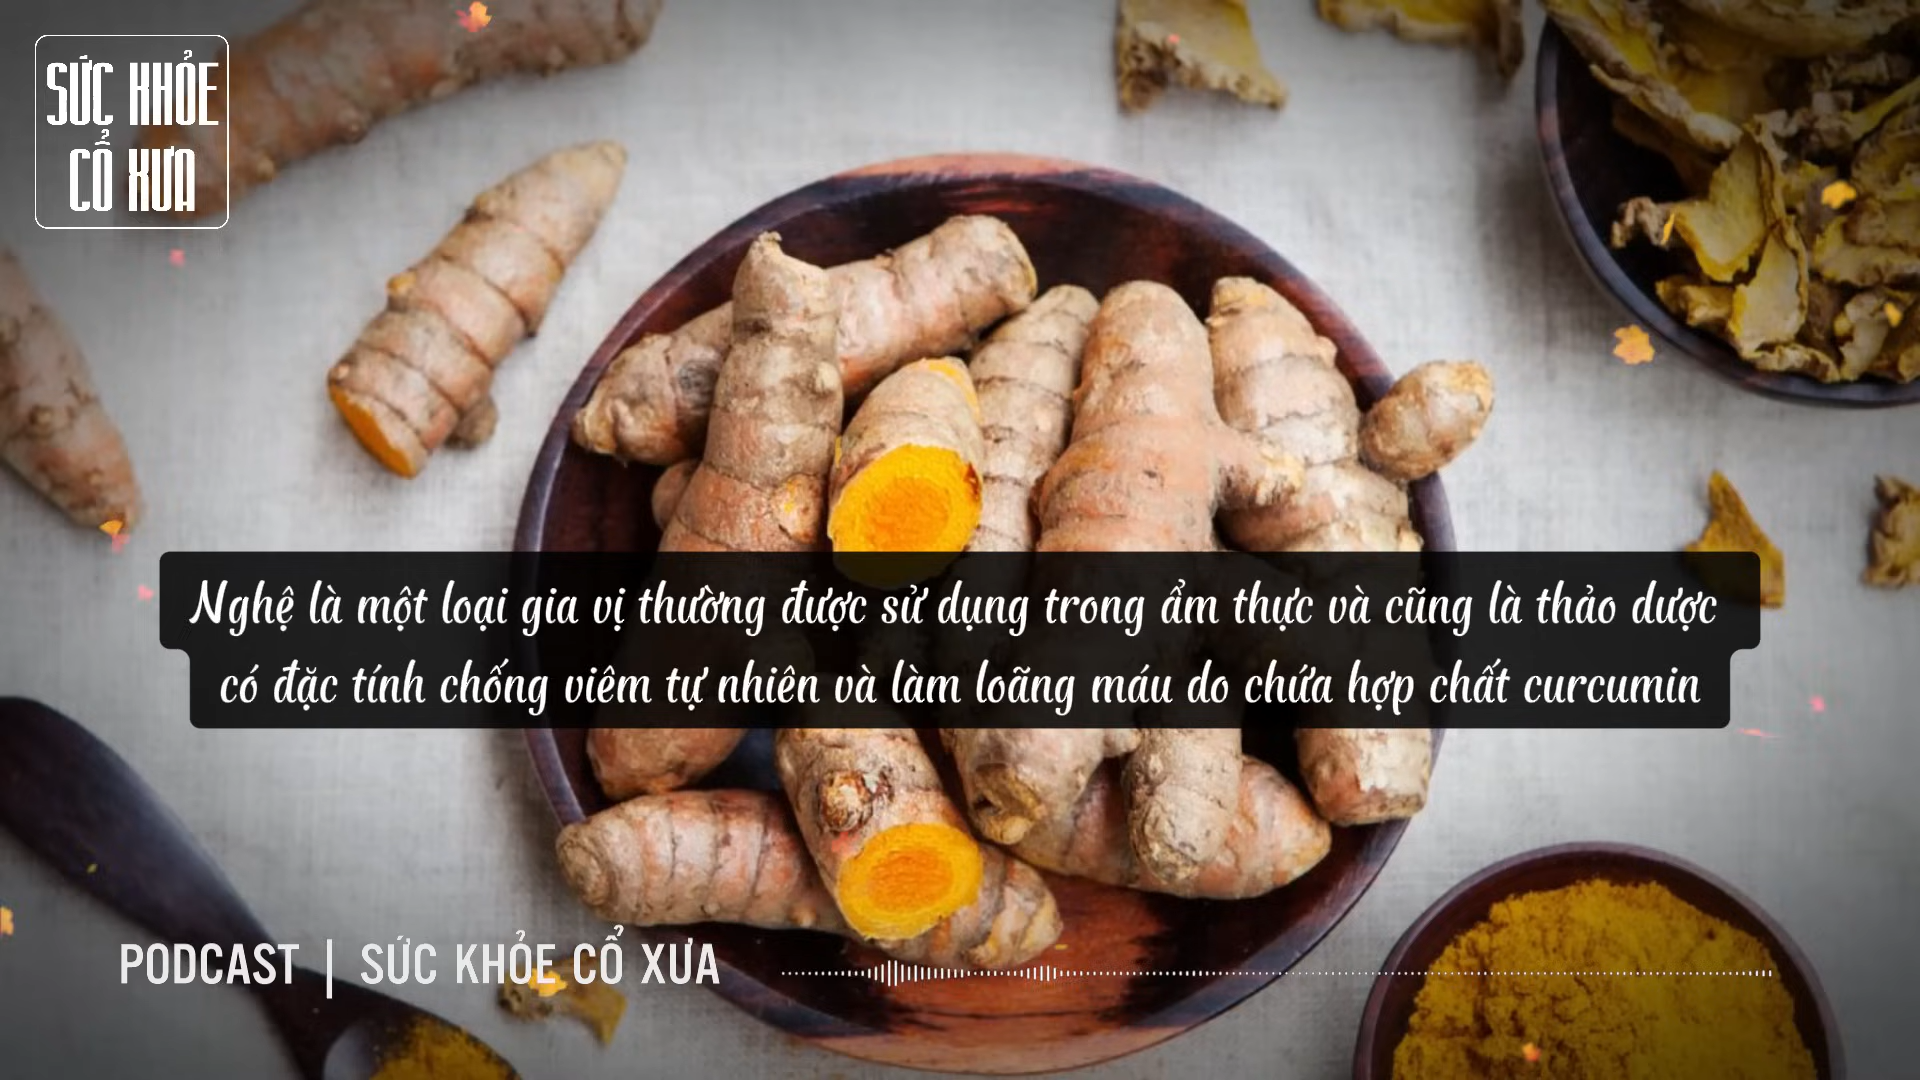 SỨC KHỎE
CỔ XƯA
Nghệ là một loại gia vị thường được sử dụng trong ẩm thực và cũng là thảo dược
có đặc tính chống viêm tự nhiên và làm loãng máu do chứa hợp chất curcumin
PODCAST | SỨC KHỎE CỔ XƯA